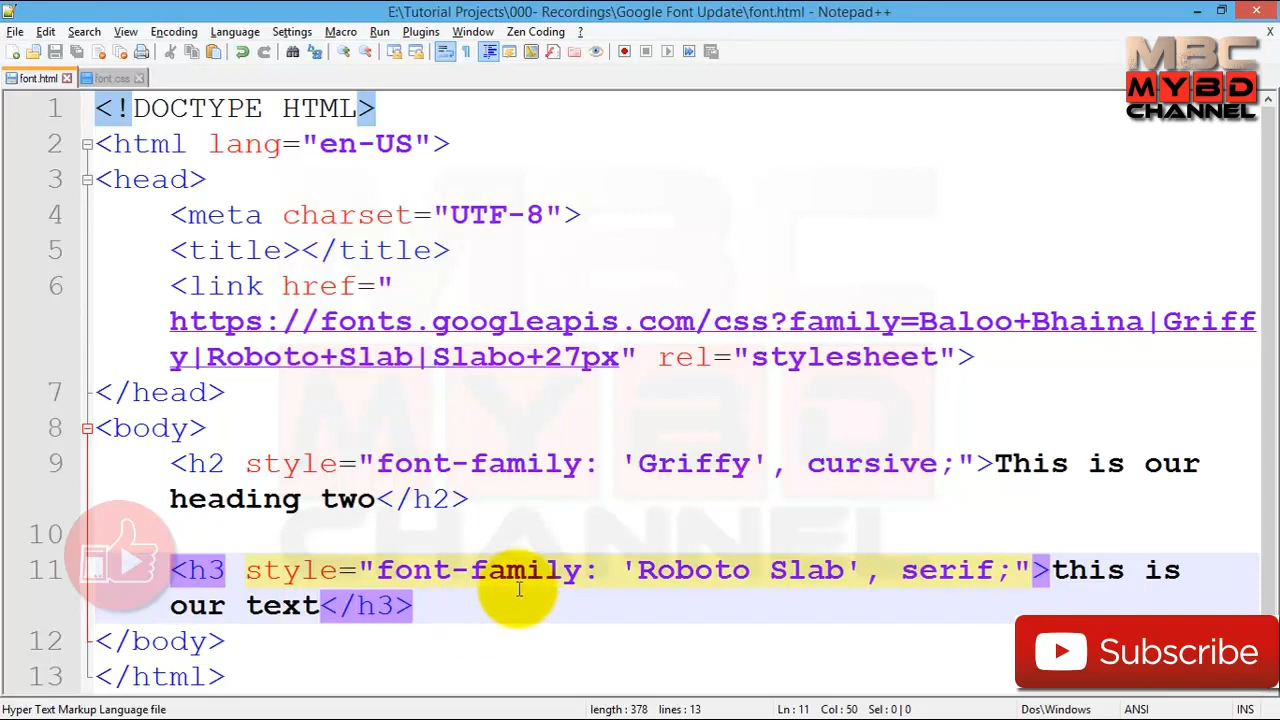 E:\Tutorial Projects\000- Recordings\Google Font Update\font.html - Notepad++
File Edit Search View Encoding Language Settings Macro Run Plugins Window Zen Coding ?
X
font.html font.css
MBC
MYBD
CHANNEL
1 <!DOCTYPE HTML>
2 <html lang="en-US">
3 <head>
4 <meta charset="UTF-8">
5 <title></title>
6 <link href="
https://fonts.googleapis.com/css?family=Baloo+Bhaina|Griff
y|Roboto+Slab|Slabo+27px" rel="stylesheet">
7 </head>
8 <body>
9 <h2 style="font-family: 'Griffy', cursive;">This is our
heading two</h2>
10
11 <h3 style="font-family: 'Roboto Slab', serif;">this is
our text</h3>
12 </body>
13 </html>
MBC
MYBD
CHANNEL
Subscribe
Hyper Text Markup Language file length : 378 lines : 13 Ln : 11 Col : 50 Sel : 0 | 0 Dos\Windows ANSI INS